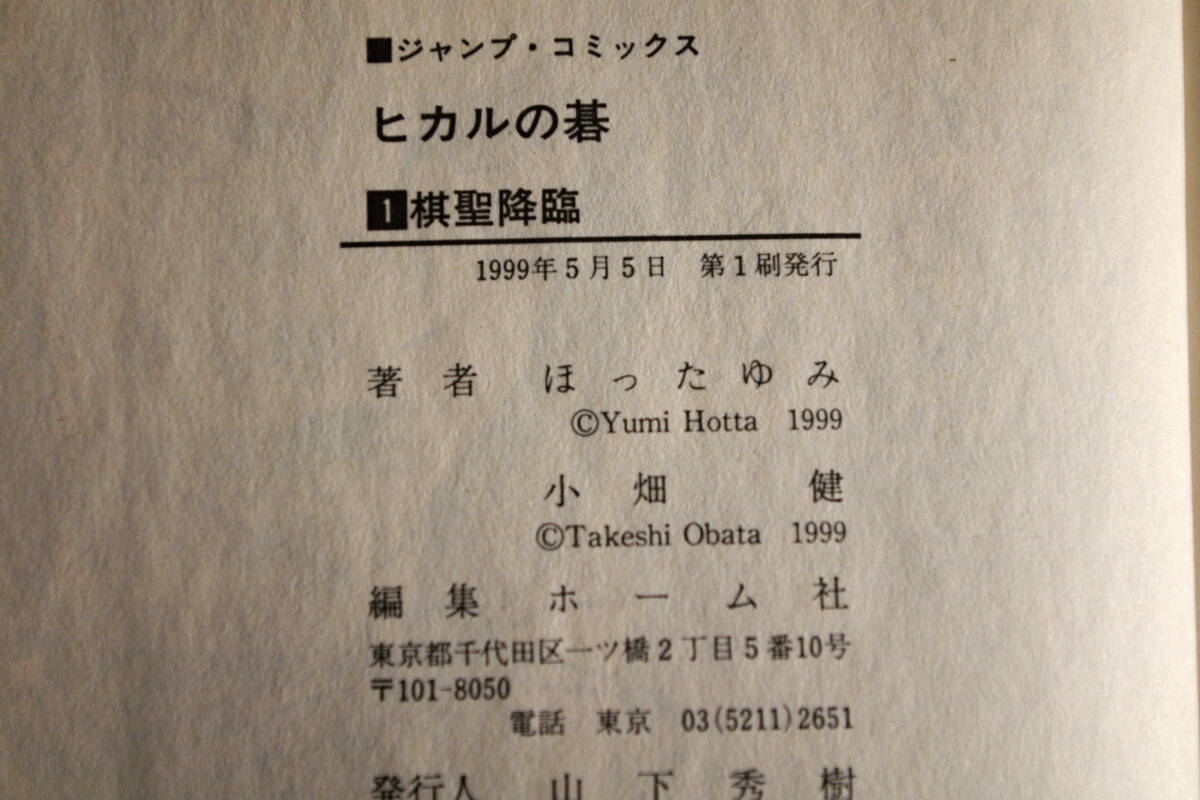 ■ジャンプ・コミックス
ヒカルの碁
1棋聖降臨
1999年5月5日 第1刷発行
著者 ほったゆみ
©Yumi Hotta 1999
小畑 健
©Takeshi Obata 1999
編集 ホーム社
東京都千代田区一ツ橋2丁目5番10号
〒101-8050
電話 東京 03(5211)2651
発行人 山下秀樹